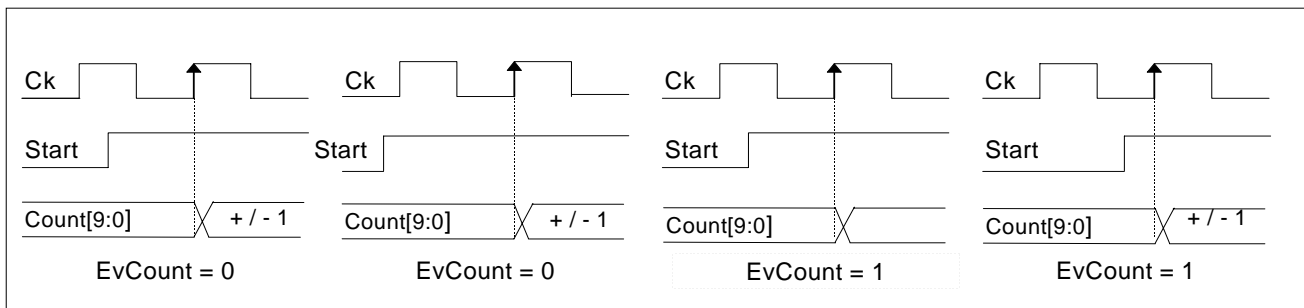 Ck Ck Ck Ck
Start Start Start Start
Count[9:0] + / - 1 Count[9:0] + / - 1 Count[9:0] Count[9:0] + / - 1
EvCount = 0 EvCount = 0 EvCount = 1 EvCount = 1